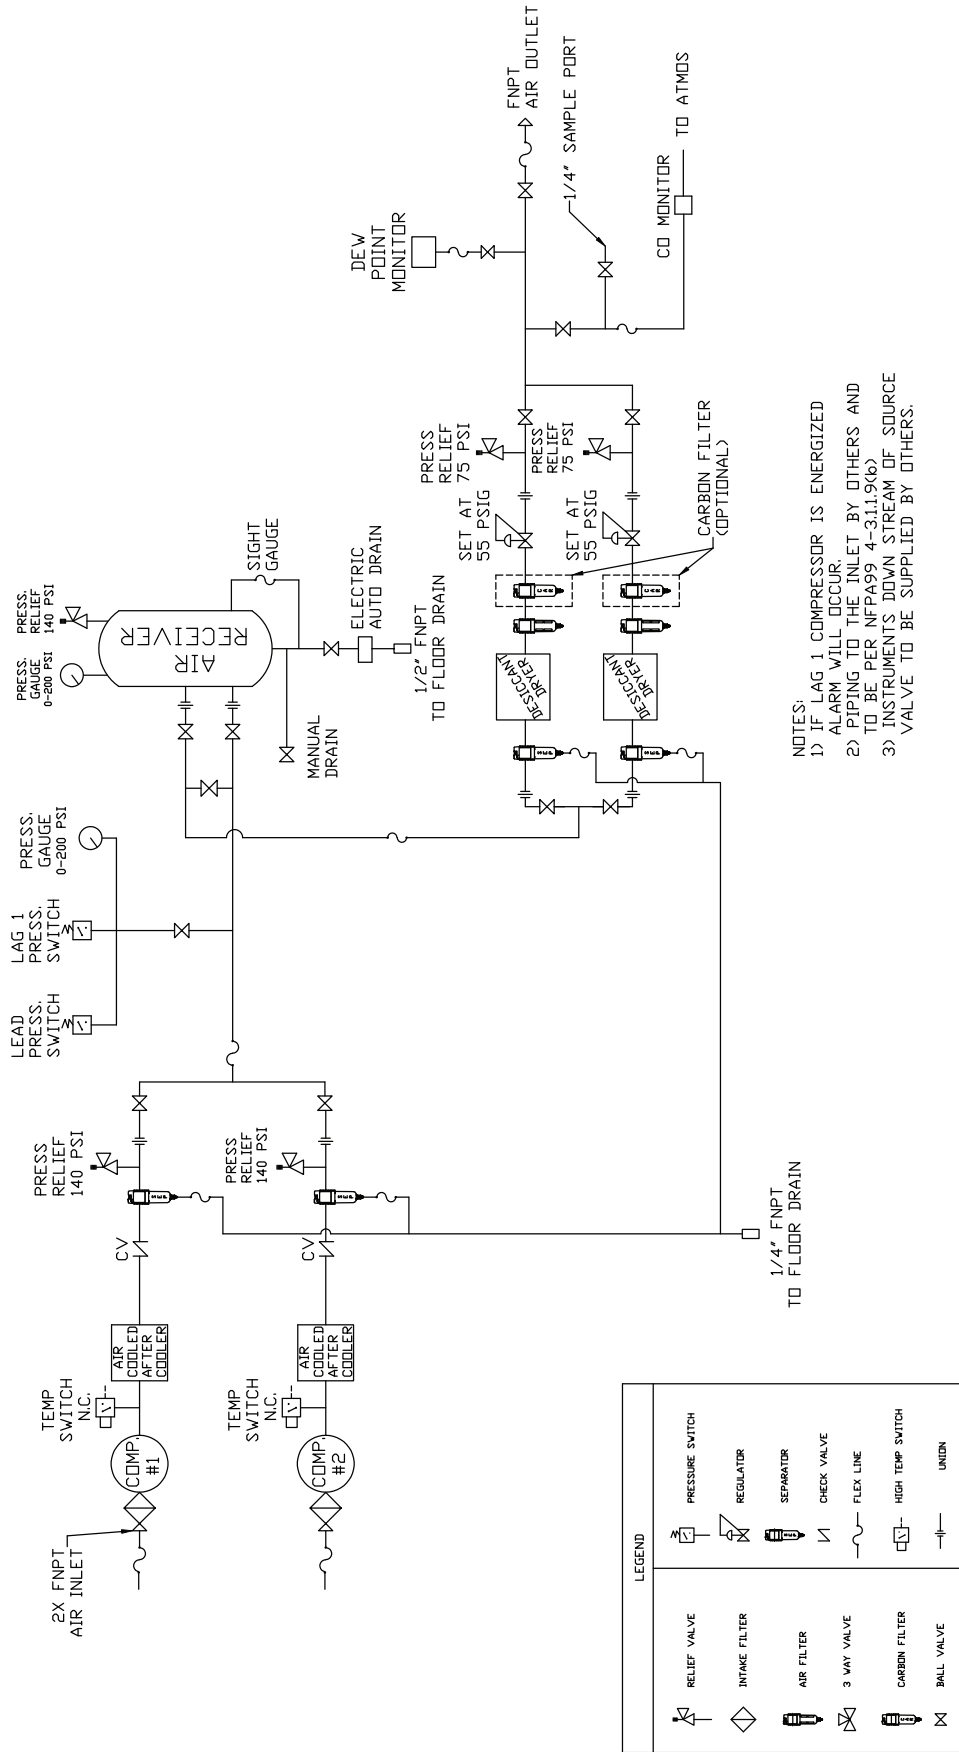 2X FNPT
AIR INLET
TEMP
SWITCH
N.C.
COMP.
#1
AIR
COOLED
AFTER
COOLER
CV
PRESS
RELIEF
140 PSI
SEP
TEMP
SWITCH
N.C.
COMP.
#2
AIR
COOLED
AFTER
COOLER
CV
PRESS
RELIEF
140 PSI
SEP
1/4" FNPT
TO FLOOR DRAIN
LEAD
PRESS.
SWITCH
LAG 1
PRESS.
SWITCH
PRESS.
GAUGE
0-200 PSI
PRESS.
GAUGE
0-200 PSI
PRESS.
RELIEF
140 PSI
AIR
RECEIVER
SIGHT
GAUGE
MANUAL
DRAIN
ELECTRIC
AUTO DRAIN
1/2" FNPT
TO FLOOR DRAIN
SEP
DESICCANT
DRYER
CAR
SET AT
55 PSIG
PRESS
RELIEF
75 PSI
SEP
DESICCANT
DRYER
CAR
SET AT
55 PSIG
PRESS
RELIEF
75 PSI
CARBON FILTER
(OPTIONAL)
DEW
POINT
MONITOR
FNPT
AIR OUTLET
1/4" SAMPLE PORT
CO MONITOR
TO ATMOS
NOTES:
1) IF LAG 1 COMPRESSOR IS ENERGIZED
ALARM WILL OCCUR.
2) PIPING TO THE INLET BY OTHERS AND
TO BE PER NFPA99 4-3.1.1.9(b)
3) INSTRUMENTS DOWN STREAM OF SOURCE
VALVE TO BE SUPPLIED BY OTHERS.
LEGEND
RELIEF VALVE
INTAKE FILTER
AIR FILTER
3 WAY VALVE
CAR
CARBON FILTER
BALL VALVE
PRESSURE SWITCH
REGULATOR
SEP
SEPARATOR
CHECK VALVE
FLEX LINE
HIGH TEMP SWITCH
UNION